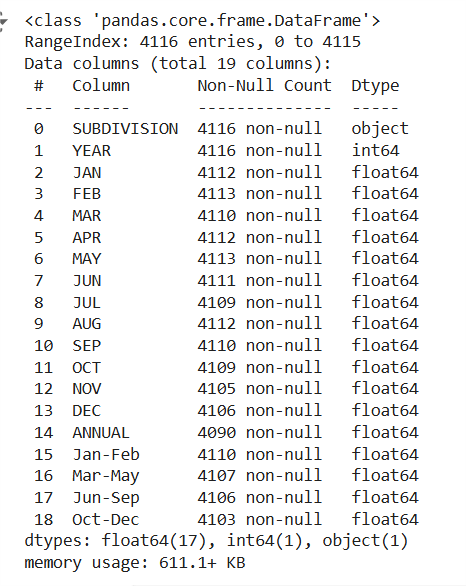 <class 'pandas.core.frame.DataFrame'>
RangeIndex: 4116 entries, 0 to 4115
Data columns (total 19 columns):
 #   Column       Non-Null Count  Dtype
---  ------       --------------  -----
 0   SUBDIVISION  4116 non-null   object
 1   YEAR         4116 non-null   int64
 2   JAN          4112 non-null   float64
 3   FEB          4113 non-null   float64
 4   MAR          4110 non-null   float64
 5   APR          4112 non-null   float64
 6   MAY          4113 non-null   float64
 7   JUN          4111 non-null   float64
 8   JUL          4109 non-null   float64
 9   AUG          4112 non-null   float64
 10  SEP          4110 non-null   float64
 11  OCT          4109 non-null   float64
 12  NOV          4105 non-null   float64
 13  DEC          4106 non-null   float64
 14  ANNUAL       4090 non-null   float64
 15  Jan-Feb      4110 non-null   float64
 16  Mar-May      4107 non-null   float64
 17  Jun-Sep      4106 non-null   float64
 18  Oct-Dec      4103 non-null   float64
dtypes: float64(17), int64(1), object(1)
memory usage: 611.1+ KB